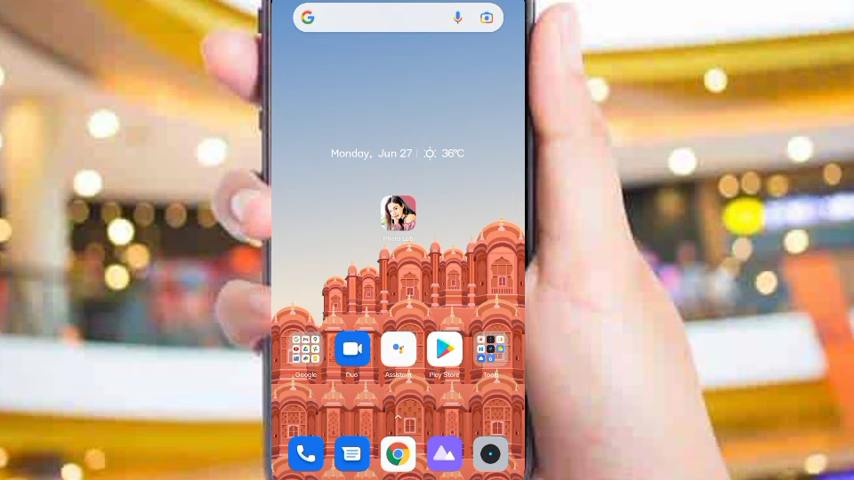 Monday, Jun 27 | 36°C
Google
Duo
Assistant
Play Store
Tools